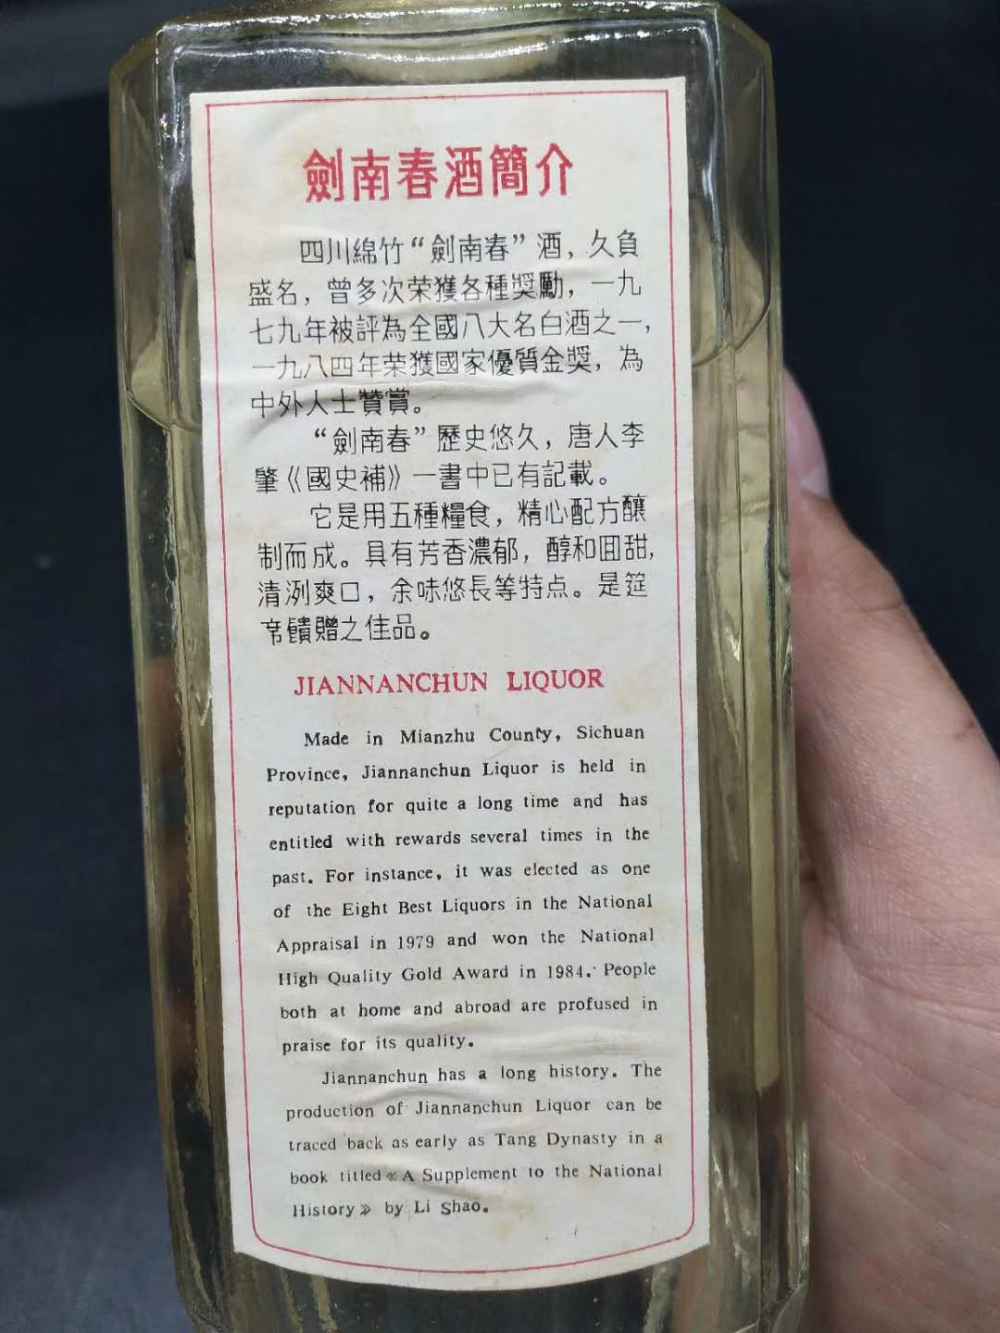 劍南春酒簡介
四川綿竹“劍南春”酒，久負
盛名，曾多次荣獲各種獎勵，一九
七九年被評為全國八大名白酒之一，
一九八四年荣獲國家優質金獎，為
中外人士贊賞。
“劍南春”歷史悠久，唐人李
肇《國史補》一書中已有記載。
它是用五種糧食，精心配方釀
制而成。具有芳香濃郁，醇和囬甜，
清洌爽口，余味悠長等特点。是筵
席饋贈之佳品。
JIANNANCHUN LIQUOR
Made in Mianzhu County, Sichuan
Province, Jiannanchun Liquor is held in
reputation for quite a long time and has
entitled with rewards several times in the
past. For instance, it was elected as one
of the Eight Best Liquors in the National
Appraisal in 1979 and won the National
High Quality Gold Award in 1984. People
both at home and abroad are profused in
praise for its quality.
Jiannanchun has a long history. The
production of Jiannanchun Liquor can be
traced back as early as Tang Dynasty in a
book titled《A Supplement to the National
History》 by Li Shao.